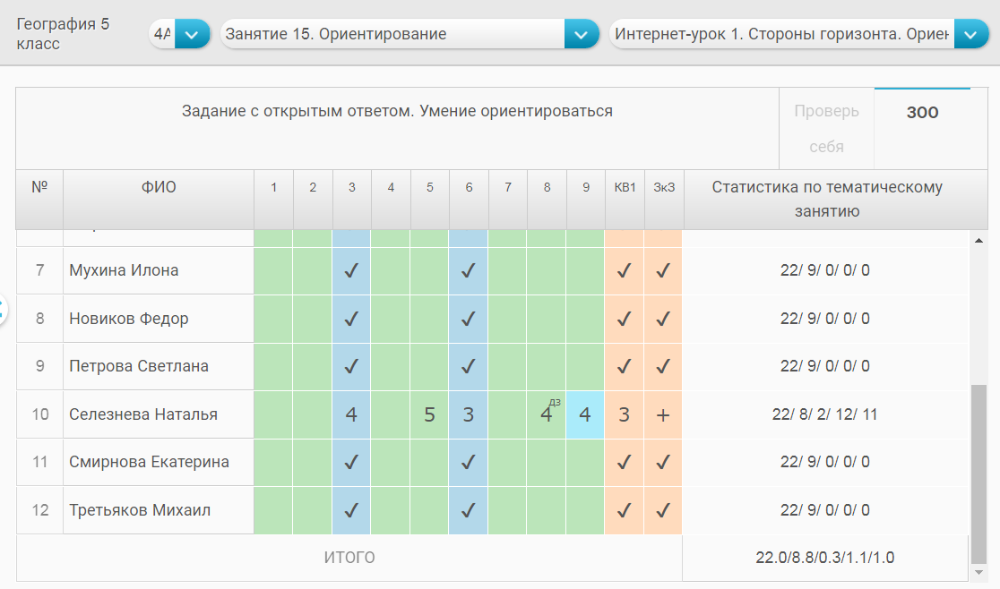 География 5
класс
4А
Занятие 15. Ориентирование
Интернет-урок 1. Стороны горизонта. Ориен
Задание с открытым ответом. Умение ориентироваться
Проверь
себя
ЗОО
№ ФИО 1 2 3 4 5 6 7 8 9 КВ1 ЗкЗ Статистика по тематическому
занятию
7 Мухина Илона ✓ ✓ ✓ ✓ 22/ 9/ 0/ 0/ 0
8 Новиков Федор ✓ ✓ ✓ ✓ 22/ 9/ 0/ 0/ 0
9 Петрова Светлана ✓ ✓ ✓ ✓ 22/ 9/ 0/ 0/ 0
10 Селезнева Наталья 4 5 3 4 дз 4 3 + 22/ 8/ 2/ 12/ 11
11 Смирнова Екатерина ✓ ✓ ✓ ✓ 22/ 9/ 0/ 0/ 0
12 Третьяков Михаил ✓ ✓ ✓ ✓ 22/ 9/ 0/ 0/ 0
ИТОГО 22.0/8.8/0.3/1.1/1.0